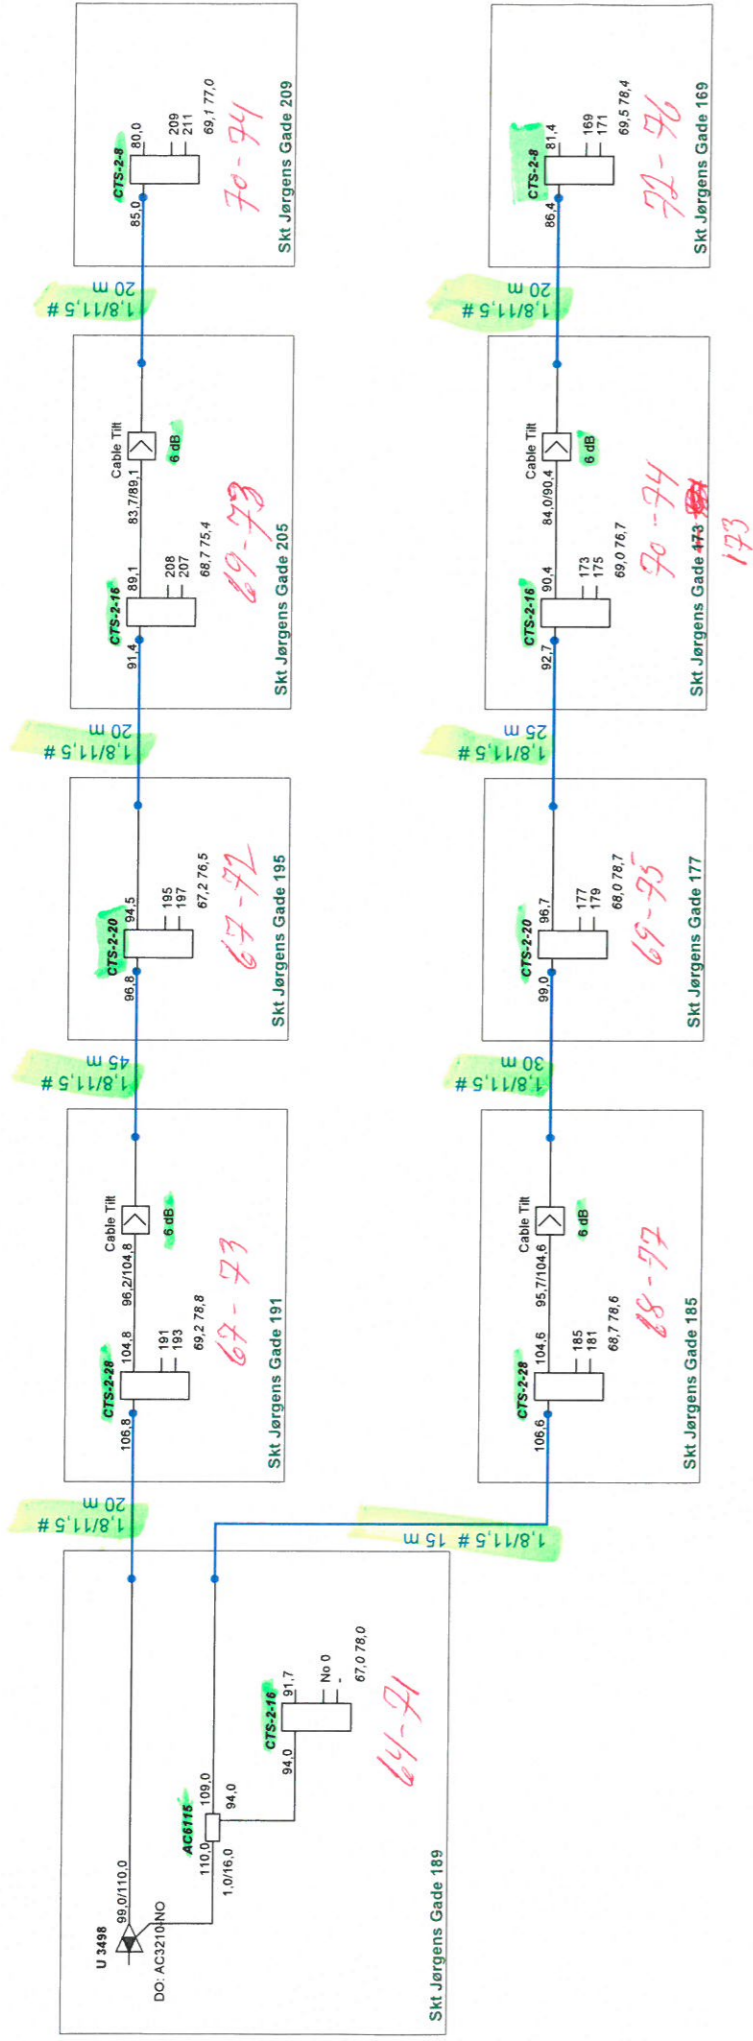 U 3498
99,0/110,0
DO: AC3210-NO
AC6115
110,0
109,0
1,0/16,0
94,0
CTS-2-16
94,0
91,7
No 0
-
67,0 78,0
64-71
Skt Jørgens Gade 189
1,8/11,5 #
20 m
CTS-2-28
106,8
104,8
191
193
69,2 78,8
67-73
Cable Tilt
96,2/104,8
6 dB
Skt Jørgens Gade 191
1,8/11,5 #
45 m
CTS-2-20
96,8
94,5
195
197
67,2 76,5
67-72
Skt Jørgens Gade 195
1,8/11,5 #
20 m
CTS-2-16
91,4
89,1
208
207
68,7 75,4
69-73
Cable Tilt
83,7/89,1
6 dB
Skt Jørgens Gade 205
1,8/11,5 #
20 m
CTS-2-8
85,0
80,0
209
211
69,1 77,0
70-74
Skt Jørgens Gade 209
1,8/11,5 # 15 m
CTS-2-28
106,6
104,6
185
181
68,7 78,6
68-77
Cable Tilt
95,7/104,6
6 dB
Skt Jørgens Gade 185
1,8/11,5 #
30 m
CTS-2-20
99,0
96,7
177
179
68,0 78,7
69-75
Skt Jørgens Gade 177
1,8/11,5 #
25 m
CTS-2-16
92,7
90,4
173
175
69,0 76,7
70-74
Cable Tilt
84,0/90,4
6 dB
Skt Jørgens Gade 173
173
1,8/11,5 #
20 m
CTS-2-8
86,4
81,4
169
171
69,5 78,4
72-76
Skt Jørgens Gade 169